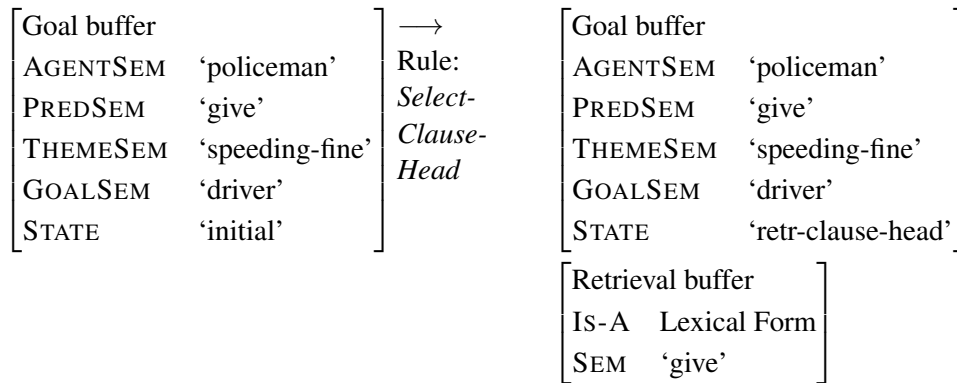 Goal buffer
AGENTSEM ‘policeman’
PREDSEM ‘give’
THEMESEM ‘speeding-fine’
GOALSEM ‘driver’
STATE ‘initial’
⟶
Rule:
Select-
Clause-
Head
Goal buffer
AGENTSEM ‘policeman’
PREDSEM ‘give’
THEMESEM ‘speeding-fine’
GOALSEM ‘driver’
STATE ‘retr-clause-head’
Retrieval buffer
IS-A Lexical Form
SEM ‘give’